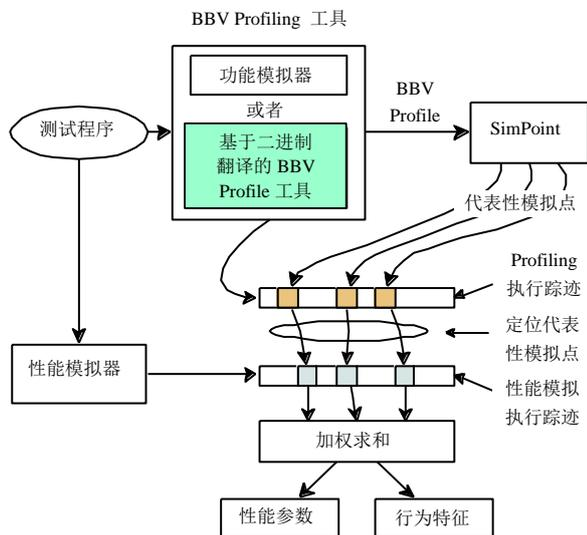 BBV Profiling 工具
功能模拟器
或者
基于二进制
翻译的 BBV
Profile 工具
测试程序
BBV
Profile
SimPoint
代表性模拟点
Profiling
执行踪迹
定位代表
性模拟点
性能模拟器
性能模拟
执行踪迹
加权求和
性能参数
行为特征